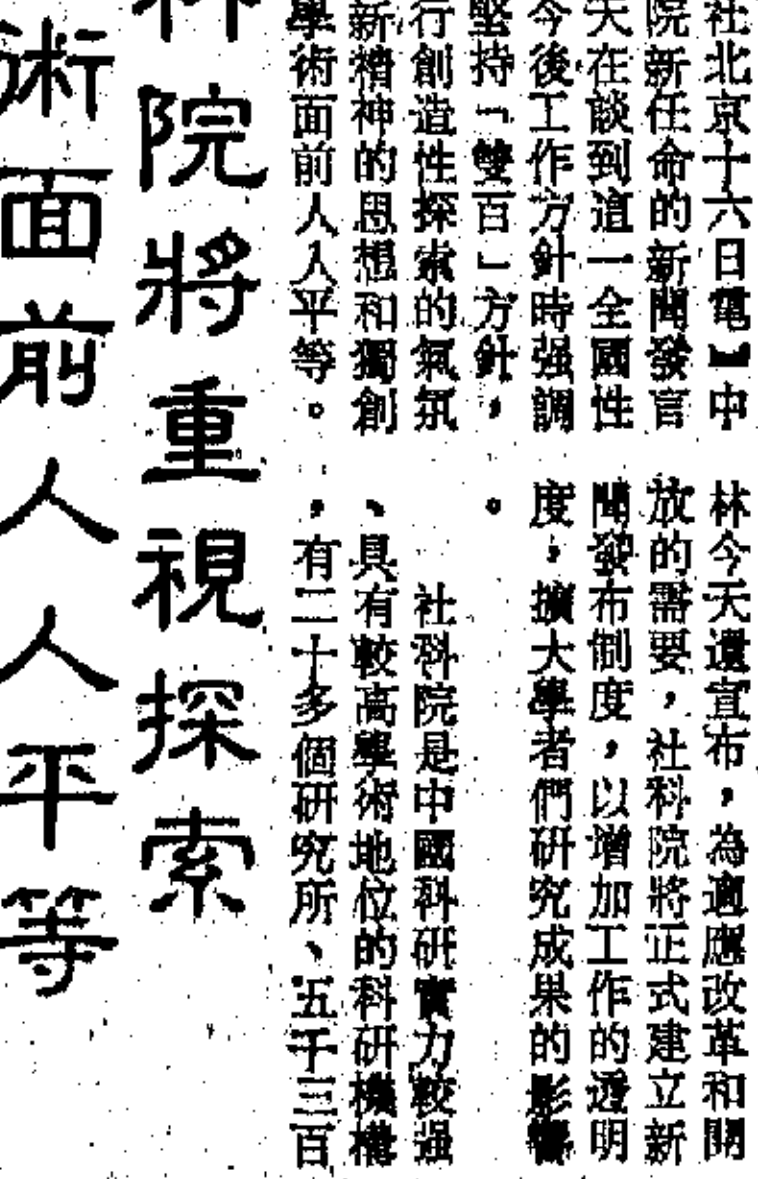 社北京十六日電】中
院新任命的新聞發言
天在談到這一全國性
今後工作方針時强調
堅持「雙百」方針，
行創造性探索的氣氛
新精神的思想和獨創
學術面前人人平等。
林今天還宣布，為適應改革和開
放的需要，社科院將正式建立新
聞發布制度，以增加工作的透明
度，擴大學者們研究成果的影響
。
社科院是中國科研實力較强
、具有較高學術地位的科研機構
，有二十多個研究所、五千三百
院將重視探索
術面前人人平等